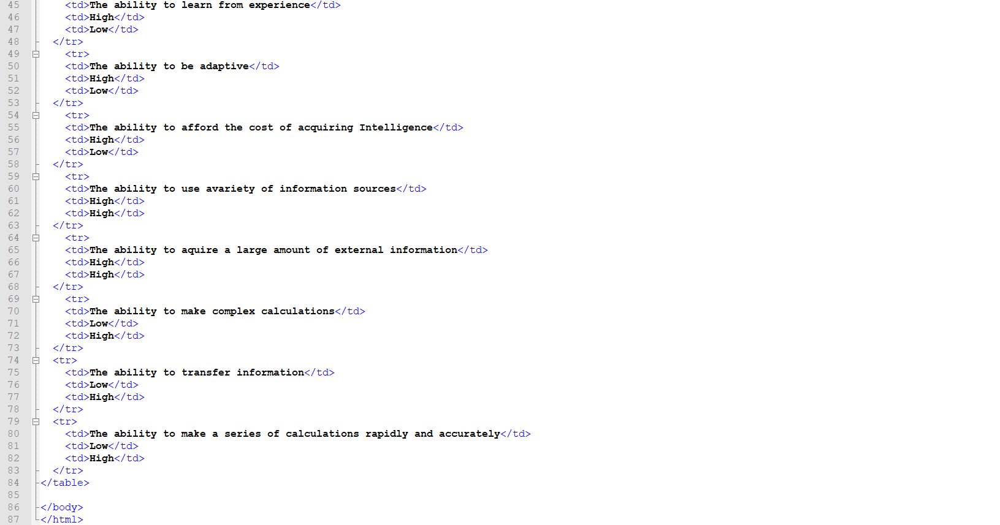 45 <td>The ability to learn from experience</td>
46 <td>High</td>
47 <td>Low</td>
48 </tr>
49 <tr>
50 <td>The ability to be adaptive</td>
51 <td>High</td>
52 <td>Low</td>
53 </tr>
54 <tr>
55 <td>The ability to afford the cost of acquiring Intelligence</td>
56 <td>High</td>
57 <td>Low</td>
58 </tr>
59 <tr>
60 <td>The ability to use avariety of information sources</td>
61 <td>High</td>
62 <td>High</td>
63 </tr>
64 <tr>
65 <td>The ability to aquire a large amount of external information</td>
66 <td>High</td>
67 <td>High</td>
68 </tr>
69 <tr>
70 <td>The ability to make complex calculations</td>
71 <td>Low</td>
72 <td>High</td>
73 </tr>
74 <tr>
75 <td>The ability to transfer information</td>
76 <td>Low</td>
77 <td>High</td>
78 </tr>
79 <tr>
80 <td>The ability to make a series of calculations rapidly and accurately</td>
81 <td>Low</td>
82 <td>High</td>
83 </tr>
84 </table>
85
86 </body>
87 </html>